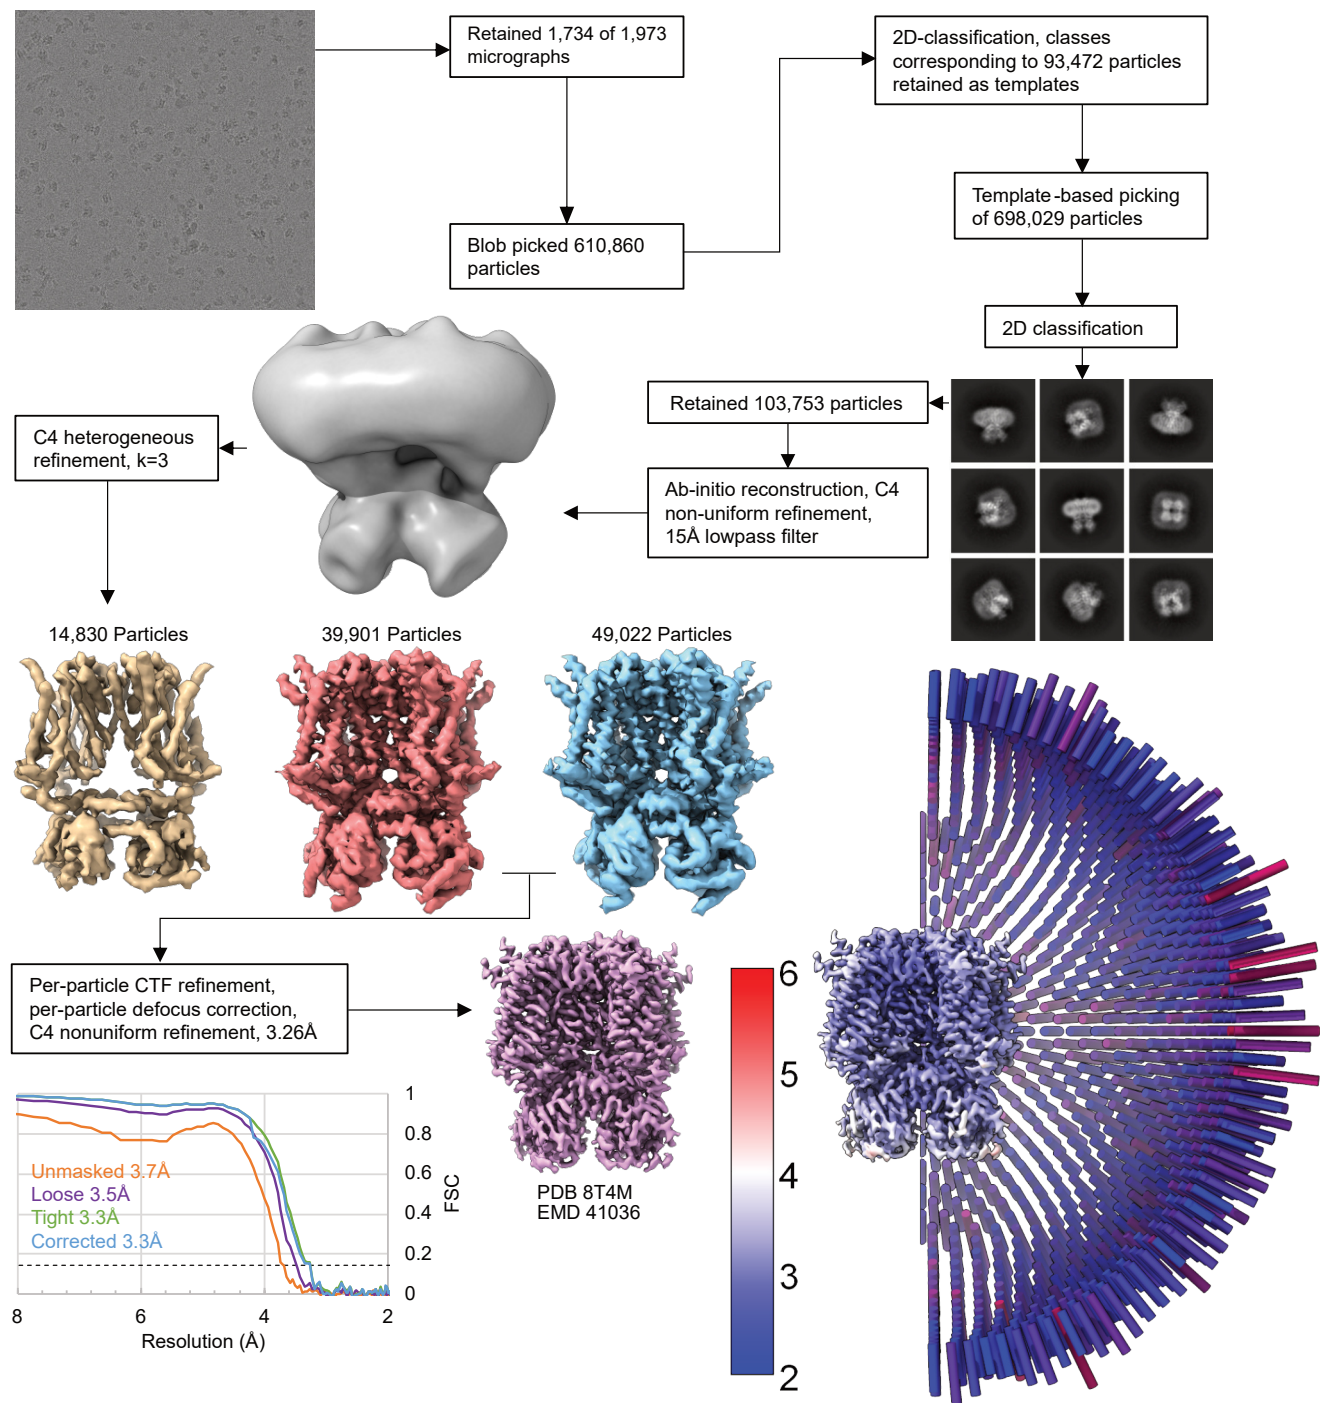 Retained 1,734 of 1,973
micrographs
Blob picked 610,860
particles
2D-classification, classes
corresponding to 93,472 particles
retained as templates
Template-based picking
of 698,029 particles
2D classification
Retained 103,753 particles
Ab-initio reconstruction, C4
non-uniform refinement,
15Å lowpass filter
C4 heterogeneous
refinement, k=3
14,830 Particles
39,901 Particles
49,022 Particles
Per-particle CTF refinement,
per-particle defocus correction,
C4 nonuniform refinement, 3.26Å
PDB 8T4M
EMD 41036
6
5
4
3
2
Unmasked 3.7Å
Loose 3.5Å
Tight 3.3Å
Corrected 3.3Å
1
0.8
0.6
0.4
0.2
0
FSC
8
6
4
2
Resolution (Å)